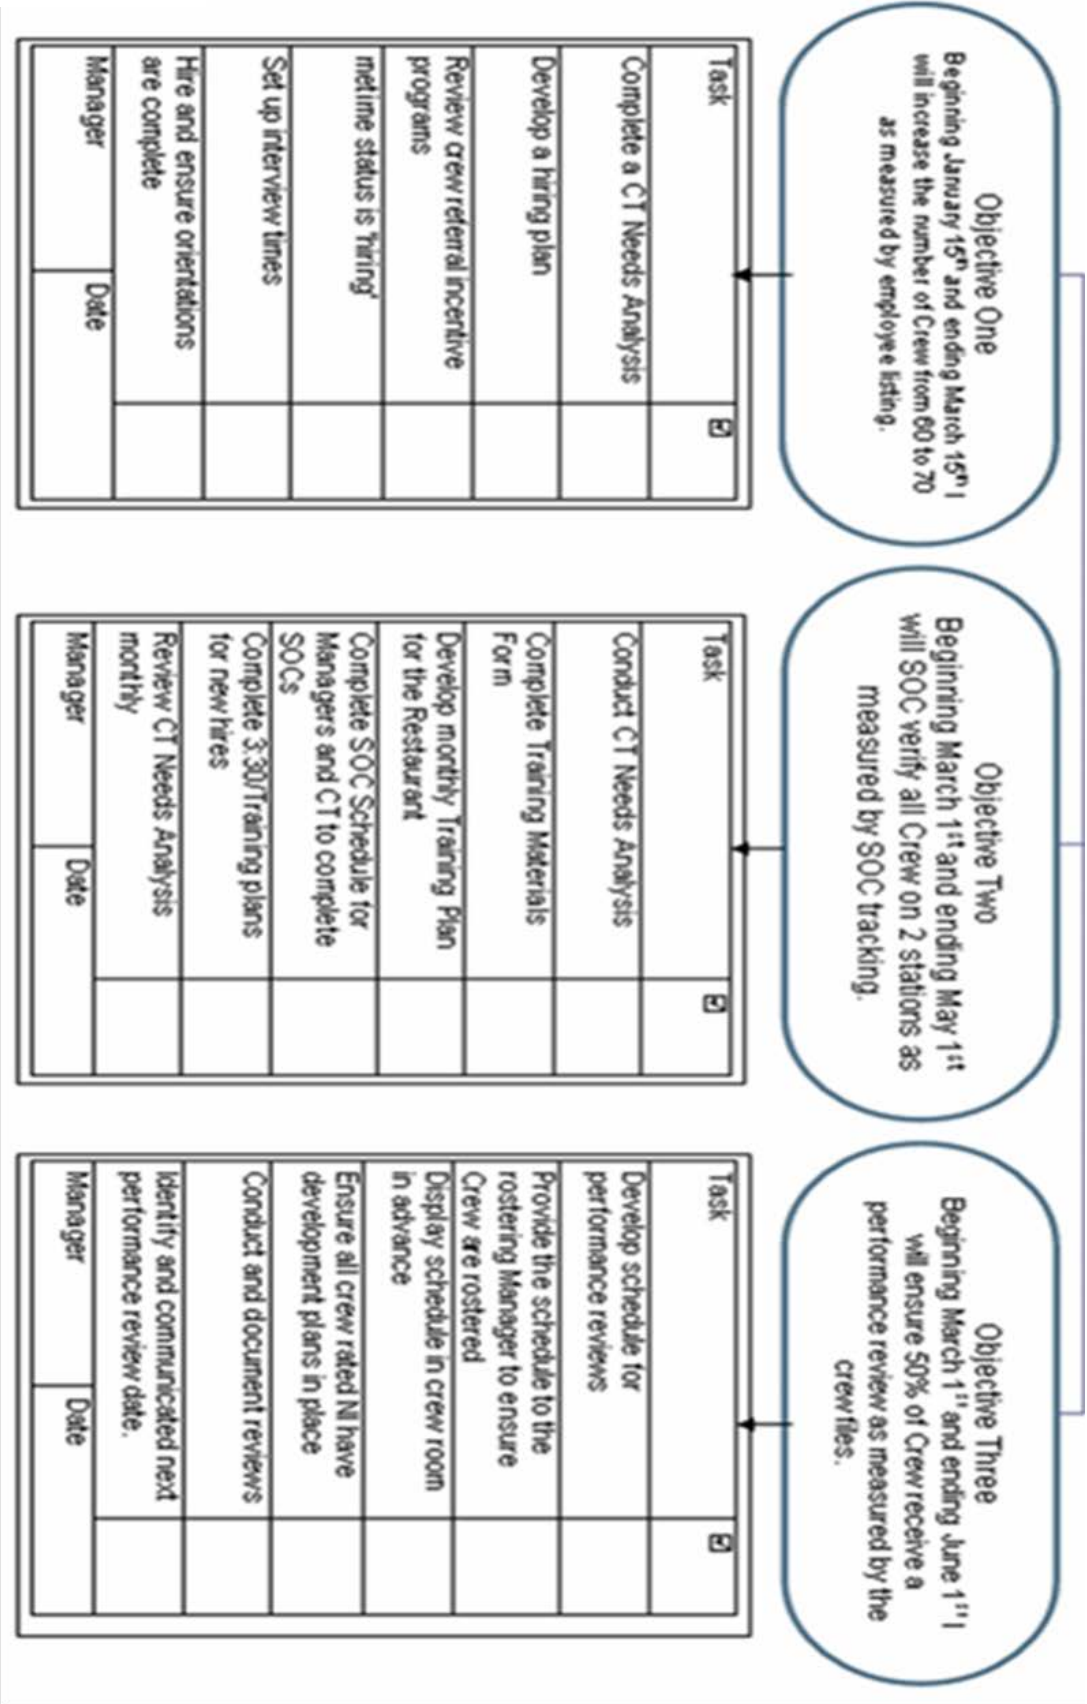 Objective One
Beginning January 15th and ending March 15th I
will increase the number of Crew from 60 to 70
as measured by employee listing.
Task
Complete a CT Needs Analysis
Develop a hiring plan
Review crew referral incentive
programs
metime status is 'hiring'
Set up interview times
Hire and ensure orientations
are complete
Manager
Date
Objective Two
Beginning March 1st and ending May 1st
will SOC verify all Crew on 2 stations as
measured by SOC tracking.
Task
Conduct CT Needs Analysis
Complete Training Materials
Form
Develop monthly Training Plan
for the Restaurant
Complete SOC Schedule for
Managers and CT to complete
SOCs
Complete 3:30/Training plans
for new hires
Review CT Needs Analysis
monthly
Manager
Date
Objective Three
Beginning March 1st and ending June 1st I
will ensure 50% of Crew receive a
performance review as measured by the
crew files.
Task
Develop schedule for
performance reviews
Provide the schedule to the
rostering Manager to ensure
Crew are rostered
Display schedule in crew room
in advance
Ensure all crew rated NI have
development plans in place
Conduct and document reviews
Identify and communicated next
performance review date.
Manager
Date